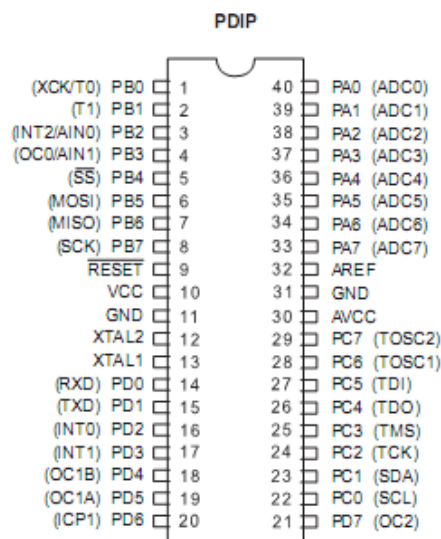 PDIP
(XCK/T0) PB0 1 40 PA0 (ADC0)
(T1) PB1 2 39 PA1 (ADC1)
(INT2/AIN0) PB2 3 38 PA2 (ADC2)
(OC0/AIN1) PB3 4 37 PA3 (ADC3)
(SS) PB4 5 36 PA4 (ADC4)
(MOSI) PB5 6 35 PA5 (ADC5)
(MISO) PB6 7 34 PA6 (ADC6)
(SCK) PB7 8 33 PA7 (ADC7)
RESET 9 32 AREF
VCC 10 31 GND
GND 11 30 AVCC
XTAL2 12 29 PC7 (TOSC2)
XTAL1 13 28 PC6 (TOSC1)
(RXD) PD0 14 27 PC5 (TDI)
(TXD) PD1 15 26 PC4 (TDO)
(INT0) PD2 16 25 PC3 (TMS)
(INT1) PD3 17 24 PC2 (TCK)
(OC1B) PD4 18 23 PC1 (SDA)
(OC1A) PD5 19 22 PC0 (SCL)
(ICP1) PD6 20 21 PD7 (OC2)